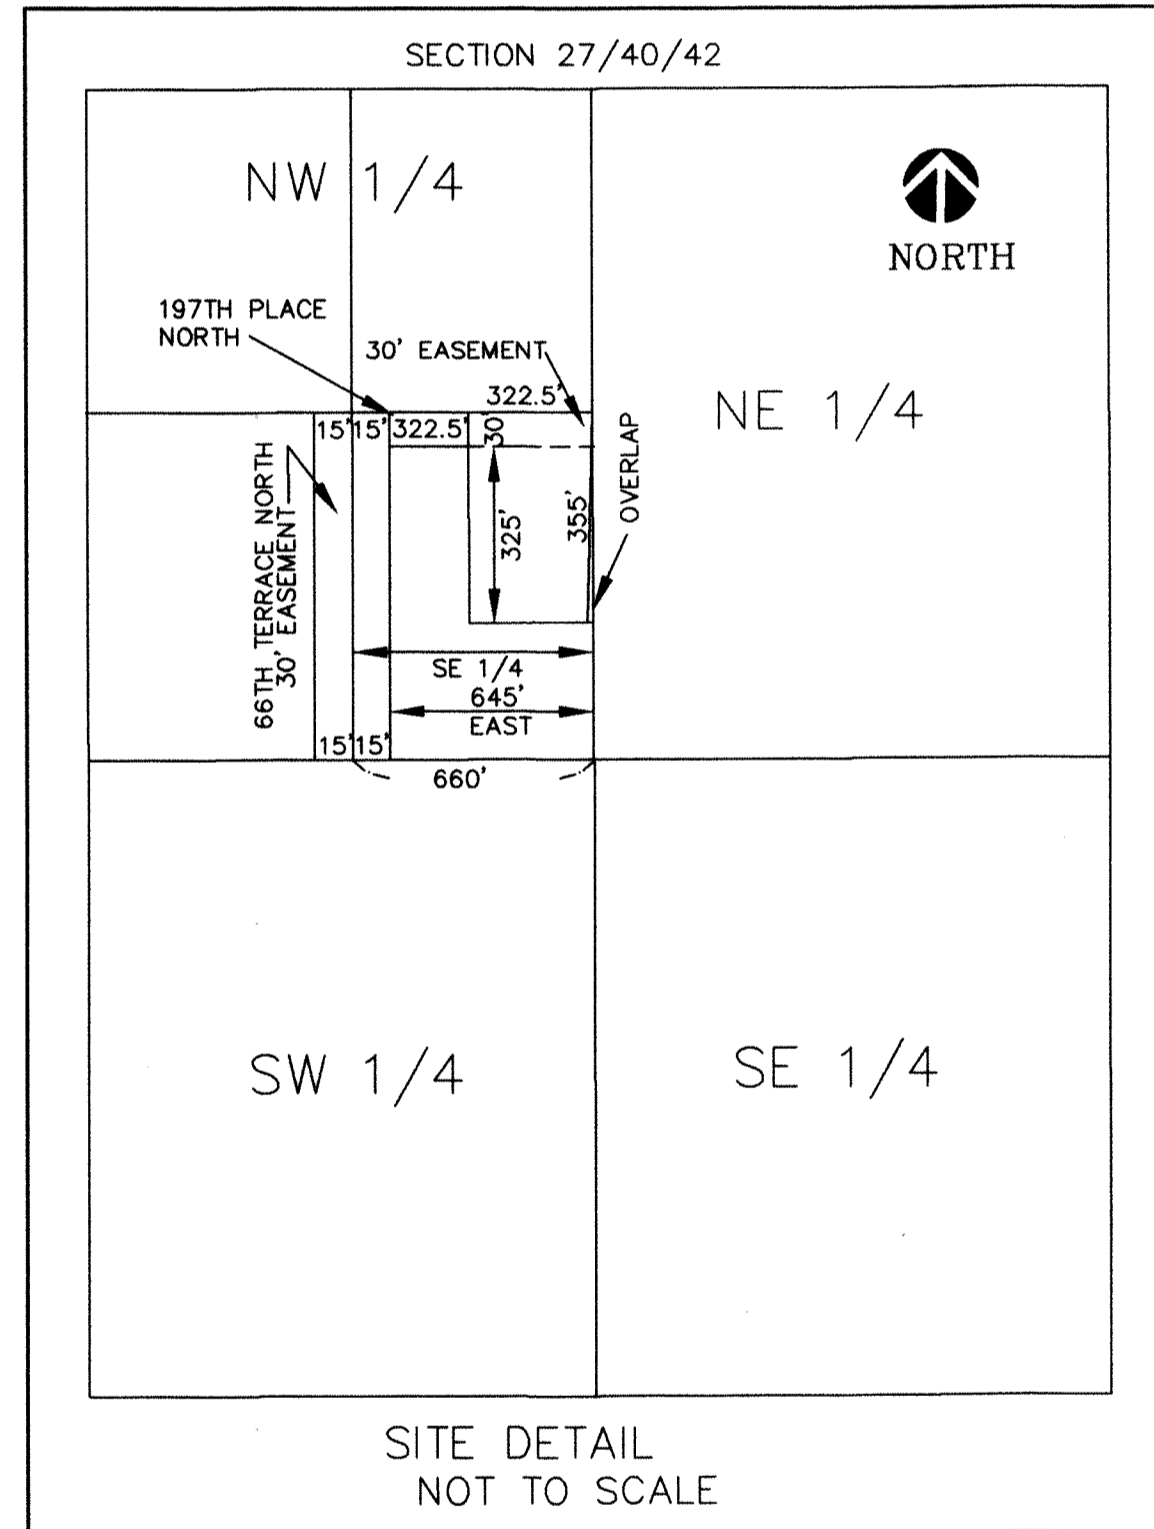 SECTION 27/40/42
NW 1/4
NORTH
197TH PLACE
NORTH
30' EASEMENT
322.5'
NE 1/4
15'
15'
322.5'
30'
OVERLAP
66TH TERRACE NORTH
30' EASEMENT
325'
355'
SE 1/4
645'
EAST
15'
15'
660'
SW 1/4
SE 1/4
SITE DETAIL
NOT TO SCALE